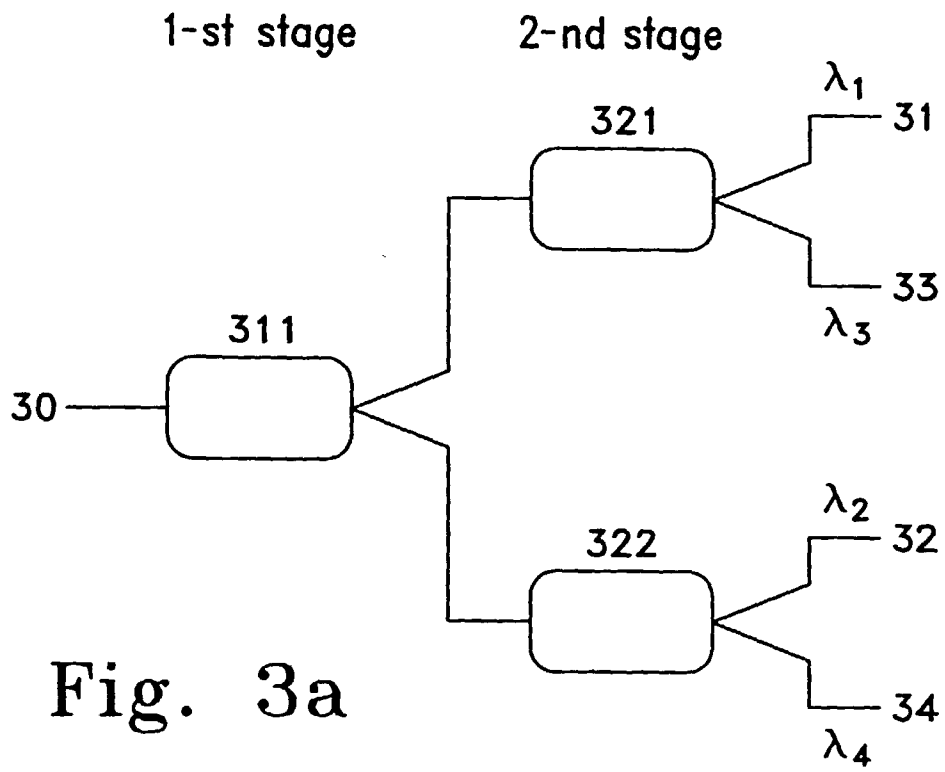 1-st stage
2-nd stage
λ1
31
321
33
λ3
311
30
λ2
32
322
34
λ4
Fig. 3a